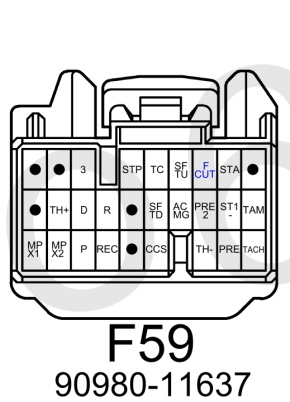 3 STP TC SF TU F CUT STA
TH+ D R SF TD AC MG PRE 2 ST1 - TAM
MP X1 MP X2 P REC CCS TH- PRE TACH
F59
90980-11637